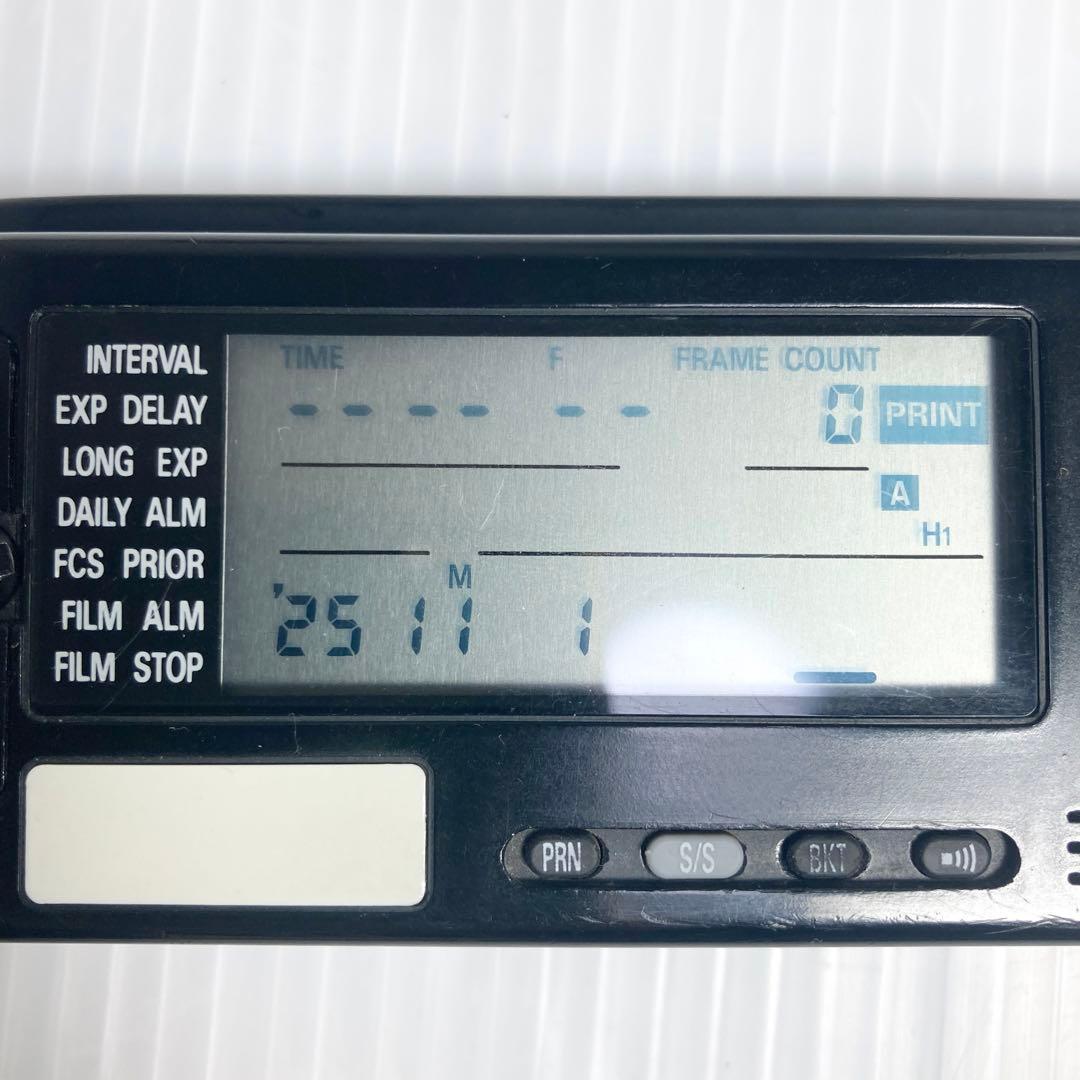 INTERVAL
EXP DELAY
LONG EXP
DAILY ALM
FCS PRIOR
FILM ALM
FILM STOP
TIME F FRAME COUNT
-- -- - - 0 PRINT
A
H1
M
'25 11 1
PRN S/S BKT